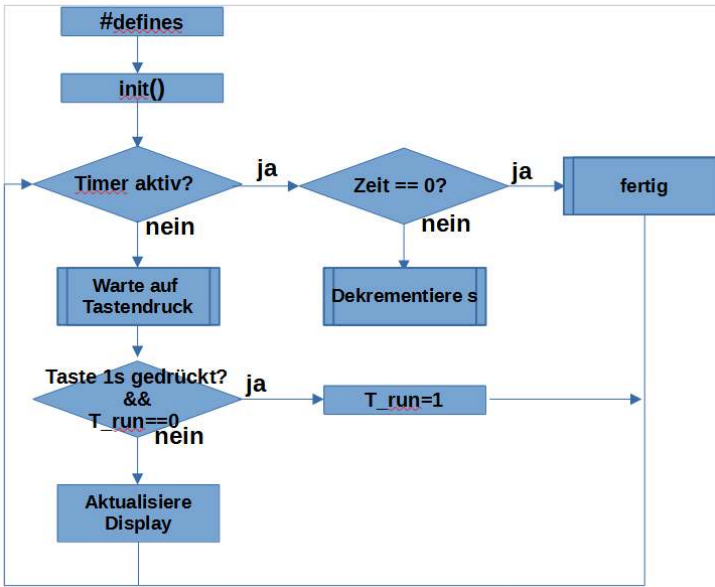 #defines
init()
Timer aktiv?
ja
Zeit == 0?
ja
fertig
nein
nein
Warte auf
Tastendruck
Dekrementiere s
Taste 1s gedrückt?
&&
T_run==0
ja
T_run=1
nein
Aktualisiere
Display